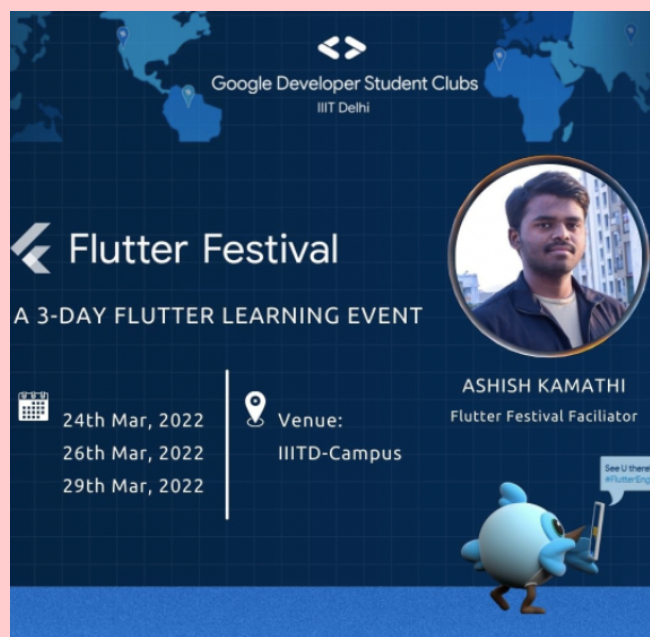 Google Developer Student Clubs
IIIT Delhi
Flutter Festival
A 3-DAY FLUTTER LEARNING EVENT
24th Mar, 2022
26th Mar, 2022
29th Mar, 2022
Venue:
IIITD-Campus
ASHISH KAMATHI
Flutter Festival Faciliator
See U there
#FlutterEng